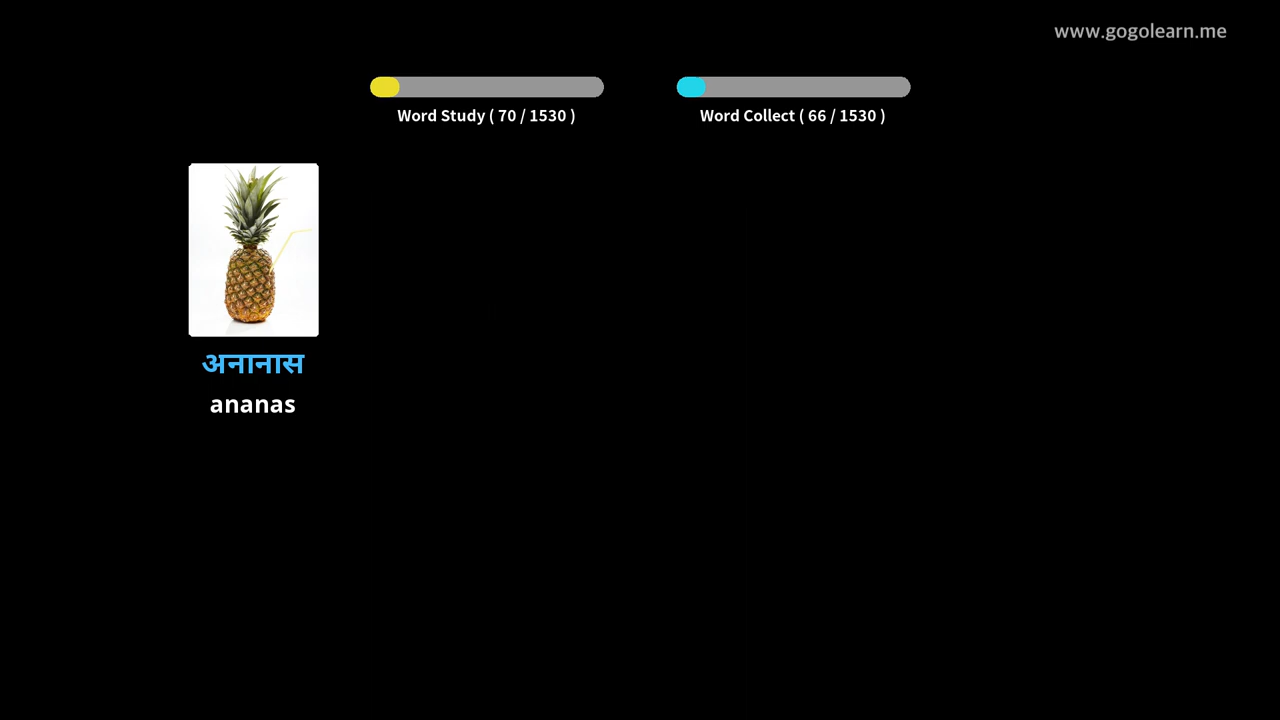 www.gogolearn.me
Word Study ( 70 / 1530 )
Word Collect ( 66 / 1530 )
अनानास
ananas